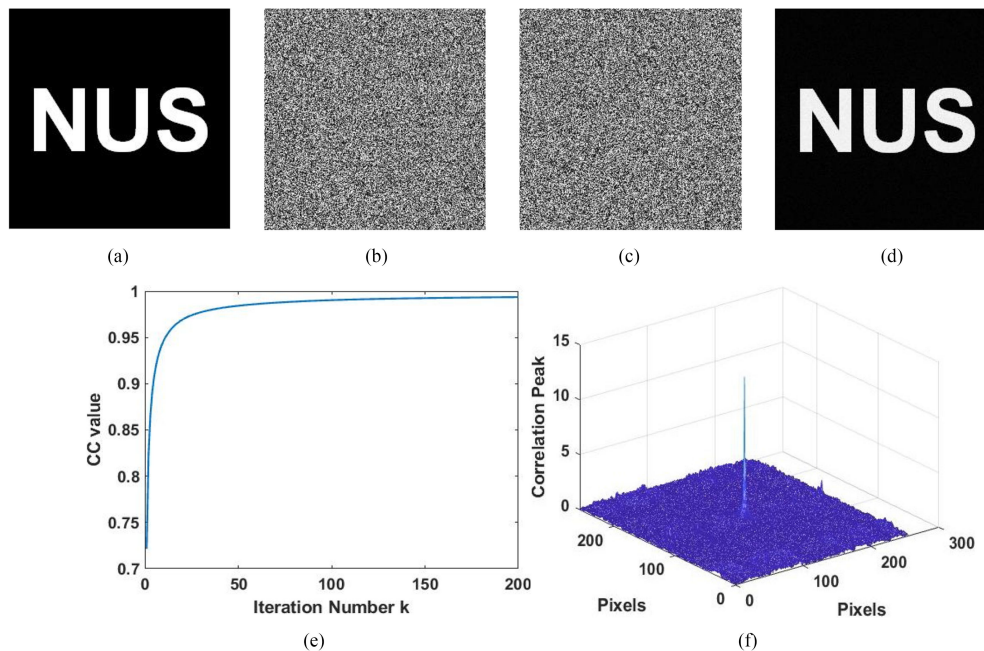 NUS
NUS
(a)
(b)
(c)
(d)
1
0.95
0.9
0.85
0.8
0.75
0.7
0
50
100
150
200
CC value
Iteration Number k
(e)
15
10
5
0
Correlation Peak
200
100
0
Pixels
0
100
200
300
Pixels
(f)